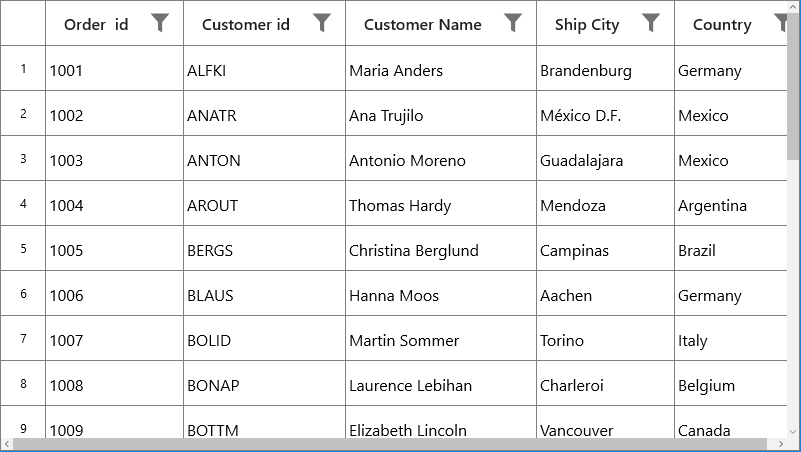 Order  id Customer id Customer Name Ship City Country
1 1001 ALFKI Maria Anders Brandenburg Germany
2 1002 ANATR Ana Trujilo México D.F. Mexico
3 1003 ANTON Antonio Moreno Guadalajara Mexico
4 1004 AROUT Thomas Hardy Mendoza Argentina
5 1005 BERGS Christina Berglund Campinas Brazil
6 1006 BLAUS Hanna Moos Aachen Germany
7 1007 BOLID Martin Sommer Torino Italy
8 1008 BONAP Laurence Lebihan Charleroi Belgium
9 1009 BOTTM Elizabeth Lincoln Vancouver Canada